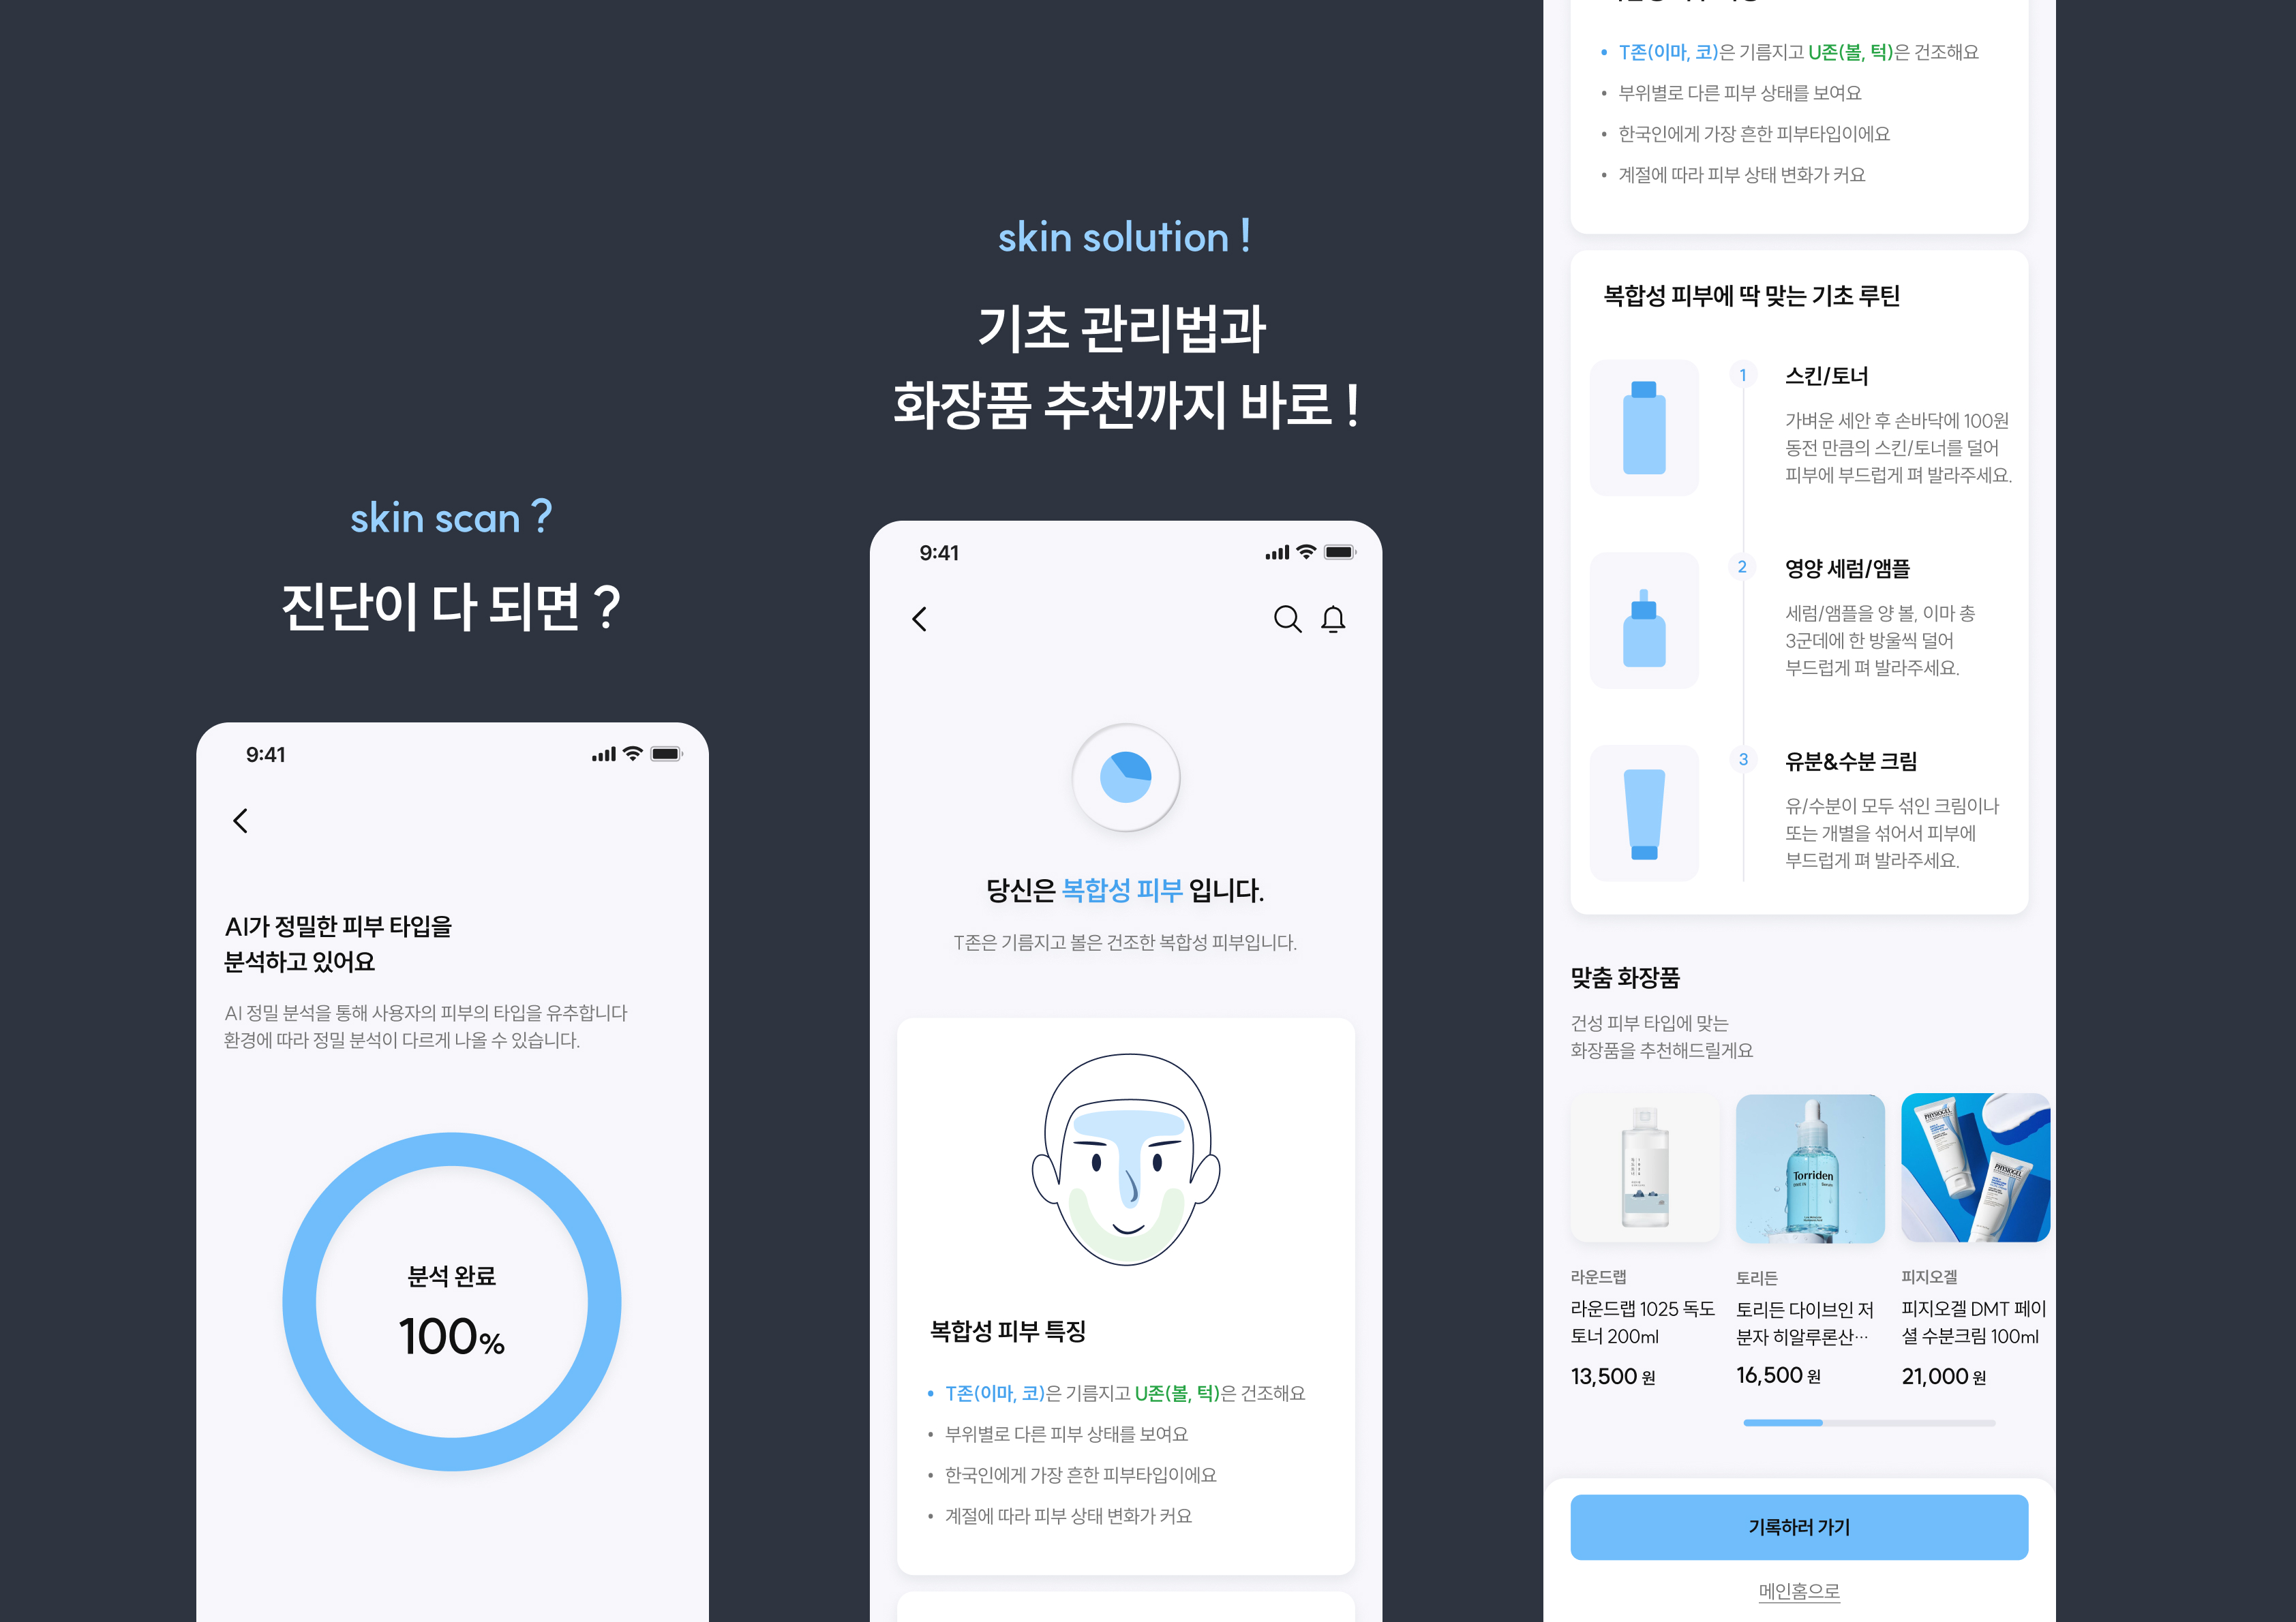 skin scan ?
진단이 다 되면 ?
9:41
AI가 정밀한 피부 타입을
분석하고 있어요
AI 정밀 분석을 통해 사용자의 피부의 타입을 유추합니다
환경에 따라 정밀 분석이 다르게 나올 수 있습니다.
분석 완료
100%
skin solution !
기초 관리법과
화장품 추천까지 바로 !
9:41
당신은 복합성 피부 입니다.
T존은 기름지고 볼은 건조한 복합성 피부입니다.
복합성 피부 특징
• T존(이마, 코)은 기름지고 U존(볼, 턱)은 건조해요
• 부위별로 다른 피부 상태를 보여요
• 한국인에게 가장 흔한 피부타입이에요
• 계절에 따라 피부 상태 변화가 커요
• T존(이마, 코)은 기름지고 U존(볼, 턱)은 건조해요
• 부위별로 다른 피부 상태를 보여요
• 한국인에게 가장 흔한 피부타입이에요
• 계절에 따라 피부 상태 변화가 커요
복합성 피부에 딱 맞는 기초 루틴
1 스킨/토너
가벼운 세안 후 손바닥에 100원
동전 만큼의 스킨/토너를 덜어
피부에 부드럽게 펴 발라주세요.
2 영양 세럼/앰플
세럼/앰플을 양 볼, 이마 총
3군데에 한 방울씩 덜어
부드럽게 펴 발라주세요.
3 유분&수분 크림
유/수분이 모두 섞인 크림이나
또는 개별을 섞어서 피부에
부드럽게 펴 발라주세요.
맞춤 화장품
건성 피부 타입에 맞는
화장품을 추천해드릴게요
Torriden
PHYSIOGEL
PHYSIOGEL
라운드랩
라운드랩 1025 독도
토너 200ml
13,500 원
토리든
토리든 다이브인 저
분자 히알루론산…
16,500 원
피지오겔
피지오겔 DMT 페이
셜 수분크림 100ml
21,000 원
기록하러 가기
메인홈으로